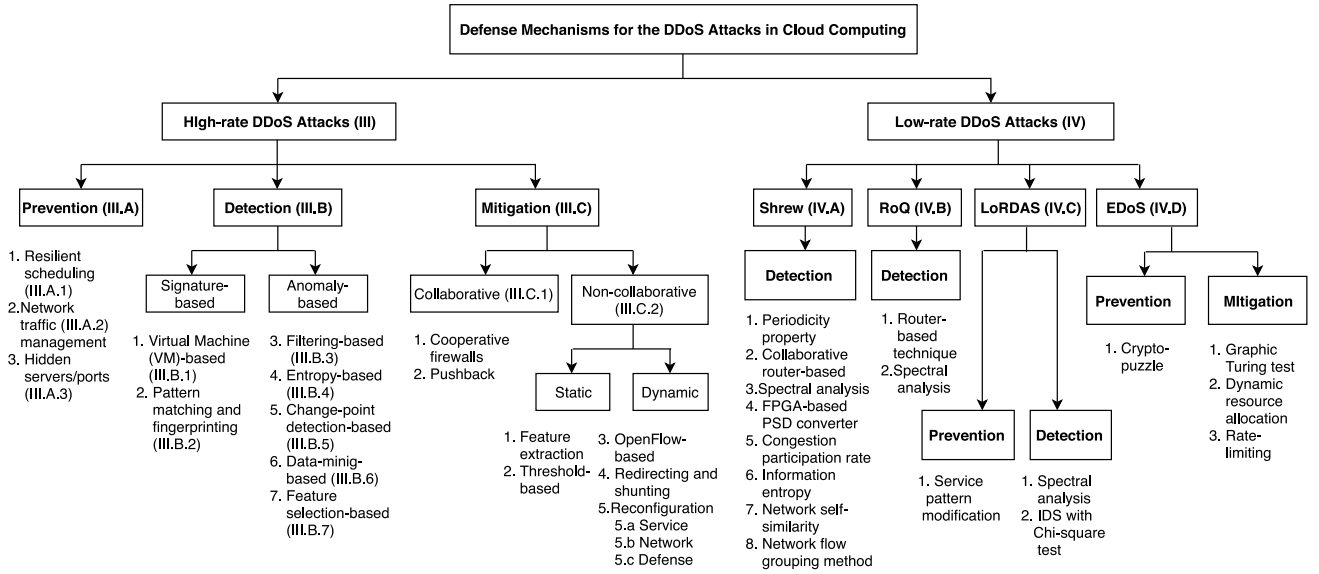 Defense Mechanisms for the DDoS Attacks in Cloud Computing
HIgh-rate DDoS Attacks (III)
Low-rate DDoS Attacks (IV)
Prevention (III.A)
Detection (III.B)
Mitigation (III.C)
Shrew (IV.A)
RoQ (IV.B)
LoRDAS (IV.C)
EDoS (IV.D)
1. Resilient
scheduling
(III.A.1)
2.Network
traffic (III.A.2)
management
3. Hidden
servers/ports
(III.A.3)
Signature-
based
1. Virtual Machine
(VM)-based
(III.B.1)
2. Pattern
matching and
fingerprinting
(III.B.2)
Anomaly-
based
3. Filtering-based
(III.B.3)
4. Entropy-based
(III.B.4)
5. Change-point
detection-based
(III.B.5)
6. Data-minig-
based (III.B.6)
7. Feature
selection-based
(III.B.7)
Collaborative (III.C.1)
1. Cooperative
firewalls
2. Pushback
Non-collaborative
(III.C.2)
Static
1. Feature
extraction
2. Threshold-
based
Dynamic
3. OpenFlow-
based
4. Redirecting and
shunting
5.Reconfiguration
5.a Service
5.b Network
5.c Defense
Detection
1. Periodicity
property
2. Collaborative
router-based
3.Spectral analysis
4. FPGA-based
PSD converter
5. Congestion
participation rate
6. Information
entropy
7. Network self-
similarity
8. Network flow
grouping method
Detection
1. Router-
based
technique
2.Spectral
analysis
Prevention
1. Service
pattern
modification
Detection
1. Spectral
analysis
2. IDS with
Chi-square
test
Prevention
1. Crypto-
puzzle
MItigation
1. Graphic
Turing test
2. Dynamic
resource
allocation
3. Rate-
limiting